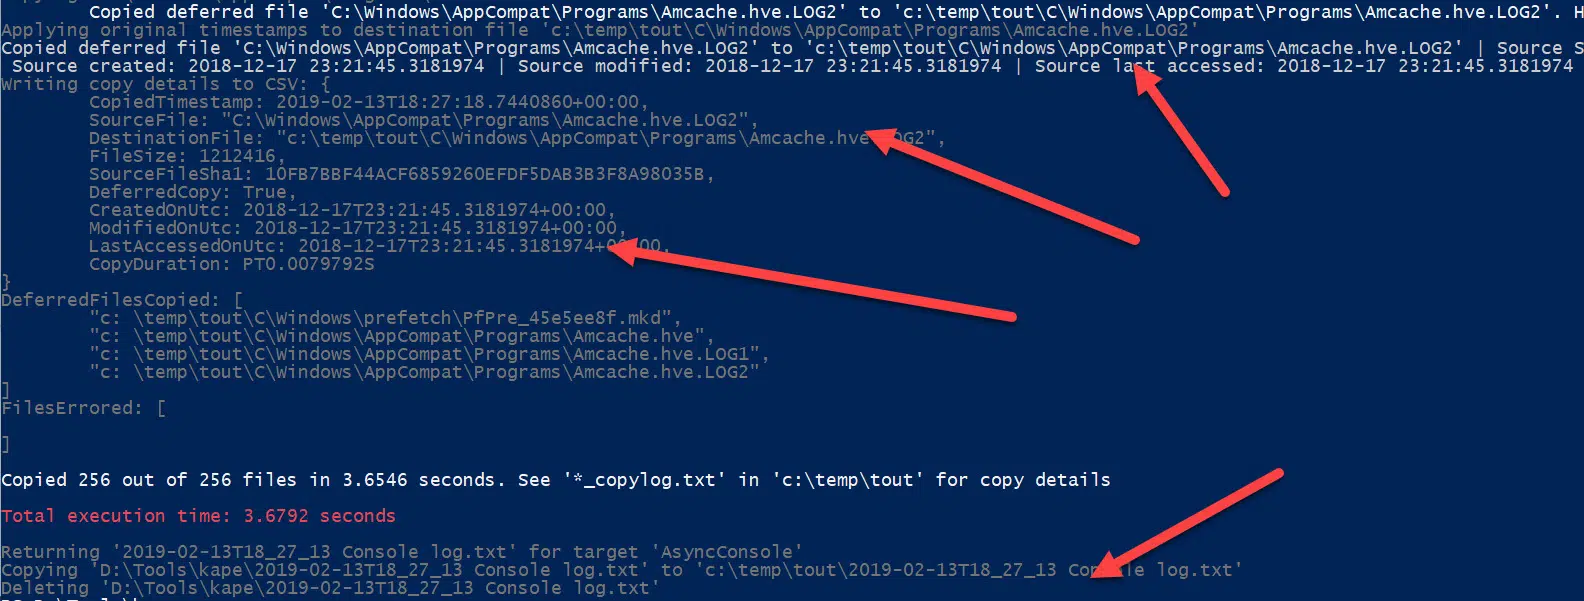 Copied deferred file 'C:\Windows\AppCompat\Programs\Amcache.hve.LOG2' to 'c:\temp\tout\C\Windows\AppCompat\Programs\Amcache.hve.LOG2'. H
Applying original timestamps to destination file 'c:\temp\tout\C\Windows\AppCompat\Programs\Amcache.hve.LOG2'
Copied deferred file 'C:\Windows\AppCompat\Programs\Amcache.hve.LOG2' to 'c:\temp\tout\C\Windows\AppCompat\Programs\Amcache.hve.LOG2' | Source S
Source created: 2018-12-17 23:21:45.3181974 | Source modified: 2018-12-17 23:21:45.3181974 | Source last accessed: 2018-12-17 23:21:45.3181974
Writing copy details to CSV: {
CopiedTimestamp: 2019-02-13T18:27:18.7440860+00:00,
SourceFile: "C:\Windows\AppCompat\Programs\Amcache.hve.LOG2",
DestinationFile: "c:\temp\tout\C\Windows\AppCompat\Programs\Amcache.hve.LOG2",
FileSize: 1212416,
SourceFileSha1: 10FB7BBF44ACF6859260EFDF5DAB3B3F8A98035B,
DeferredCopy: True,
CreatedOnUtc: 2018-12-17T23:21:45.3181974+00:00,
ModifiedOnUtc: 2018-12-17T23:21:45.3181974+00:00,
LastAccessedOnUtc: 2018-12-17T23:21:45.3181974+00:00,
CopyDuration: PT0.0079792S
}
DeferredFilesCopied: [
"c: \temp\tout\C\Windows\prefetch\PfPre_45e5ee8f.mkd",
"c: \temp\tout\C\Windows\AppCompat\Programs\Amcache.hve",
"c: \temp\tout\C\Windows\AppCompat\Programs\Amcache.hve.LOG1",
"c: \temp\tout\C\Windows\AppCompat\Programs\Amcache.hve.LOG2"
]
FilesErrored: [
]
Copied 256 out of 256 files in 3.6546 seconds. See '*_copylog.txt' in 'c:\temp\tout' for copy details
Total execution time: 3.6792 seconds
Returning '2019-02-13T18_27_13 Console log.txt' for target 'AsyncConsole'
Copying 'D:\Tools\kape\2019-02-13T18_27_13 Console log.txt' to 'c:\temp\tout\2019-02-13T18_27_13 Console log.txt'
Deleting 'D:\Tools\kape\2019-02-13T18_27_13 Console log.txt'